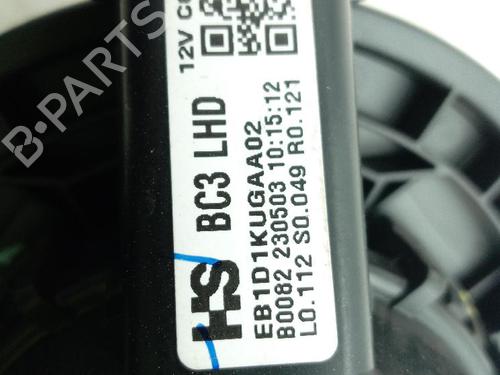 12V
HS BC3 LHD
EB1D1KUGAA02
B0082 230503 10:15:12
L0.112 S0.049 R0.121
B-PARTS